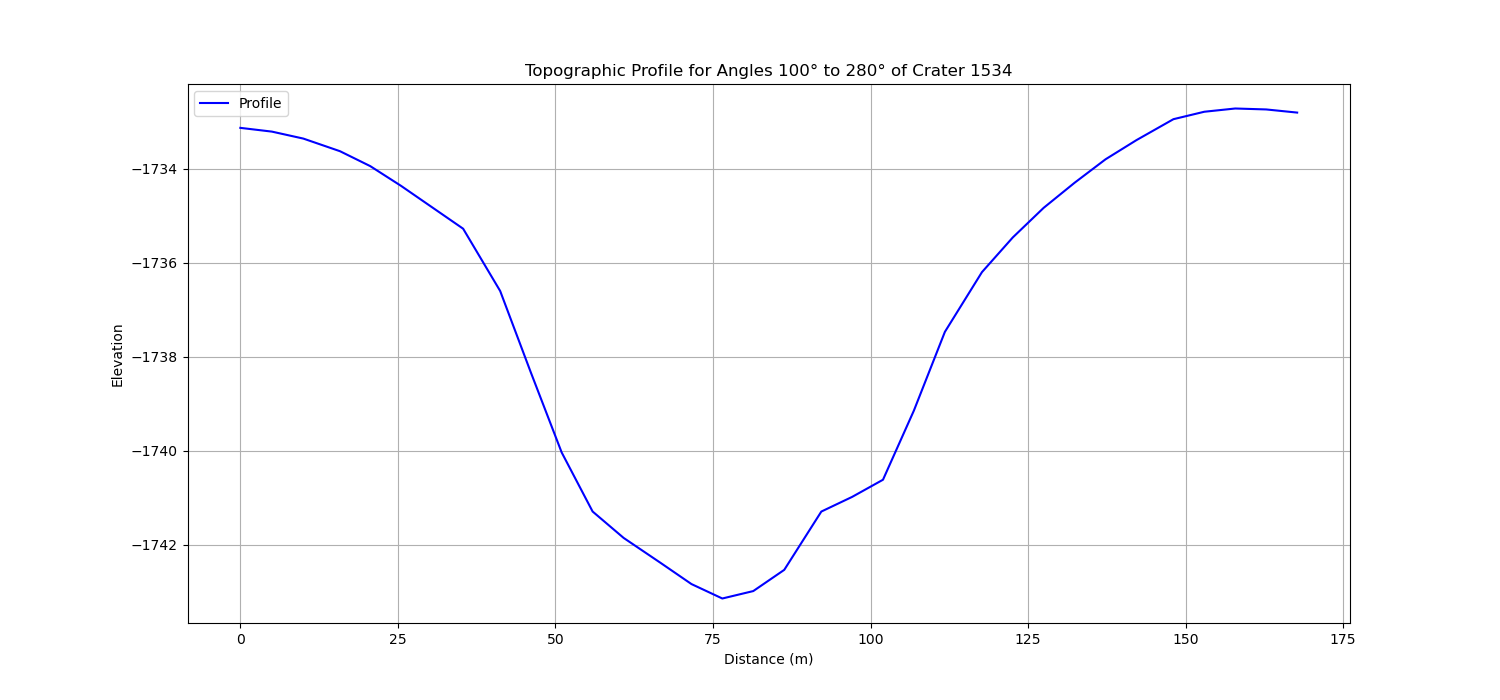 Topographic Profile for Angles 100° to 280° of Crater 1534
Profile
−1734
−1736
−1738
−1740
−1742
Elevation
0 25 50 75 100 125 150 175
Distance (m)